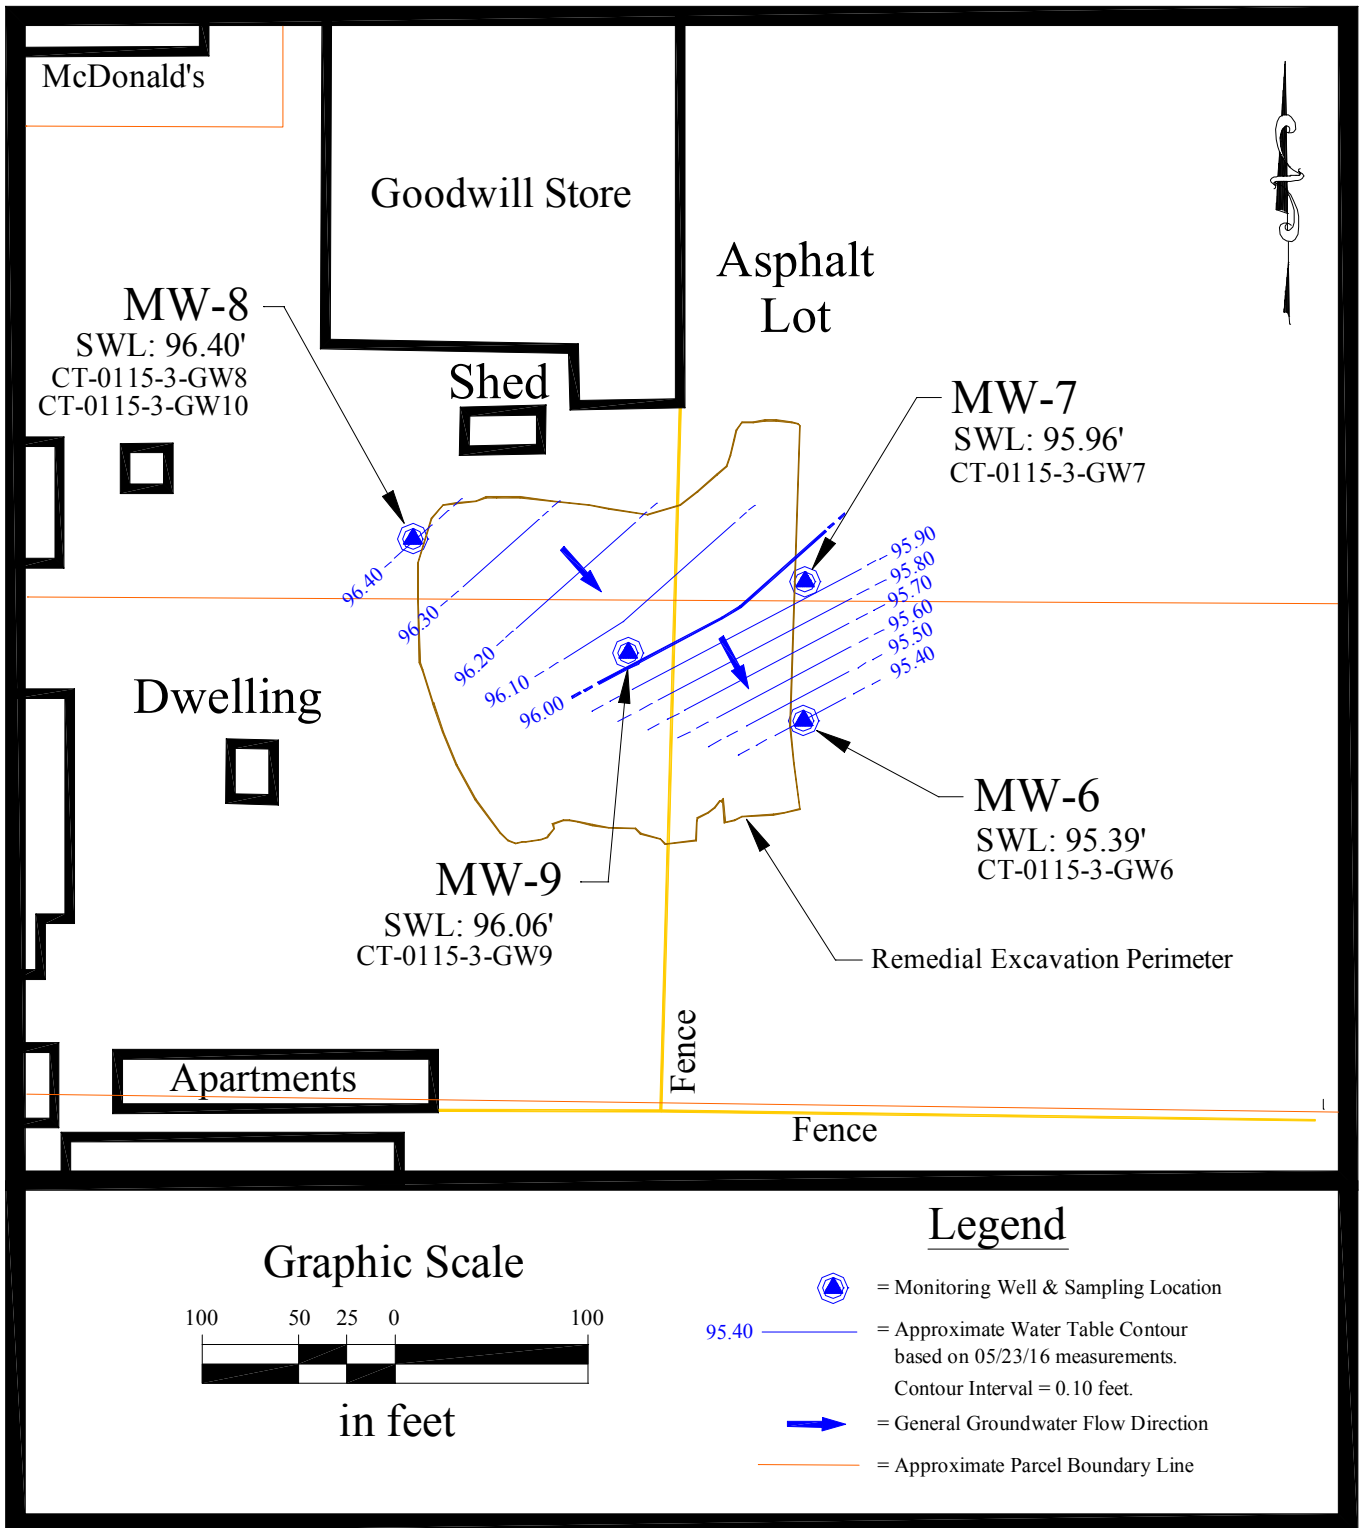 McDonald's
Goodwill Store
Asphalt
Lot
MW-8
SWL: 96.40'
CT-0115-3-GW8
CT-0115-3-GW10
Shed
MW-7
SWL: 95.96'
CT-0115-3-GW7
96.40
96.30
96.20
96.10
96.00
95.90
95.80
95.70
95.60
95.50
95.40
Dwelling
MW-6
SWL: 95.39'
CT-0115-3-GW6
MW-9
SWL: 96.06'
CT-0115-3-GW9
Remedial Excavation Perimeter
Fence
Apartments
Fence
Graphic Scale
100 50 25 0 100
in feet
Legend
= Monitoring Well & Sampling Location
95.40 = Approximate Water Table Contour
based on 05/23/16 measurements.
Contour Interval = 0.10 feet.
= General Groundwater Flow Direction
= Approximate Parcel Boundary Line